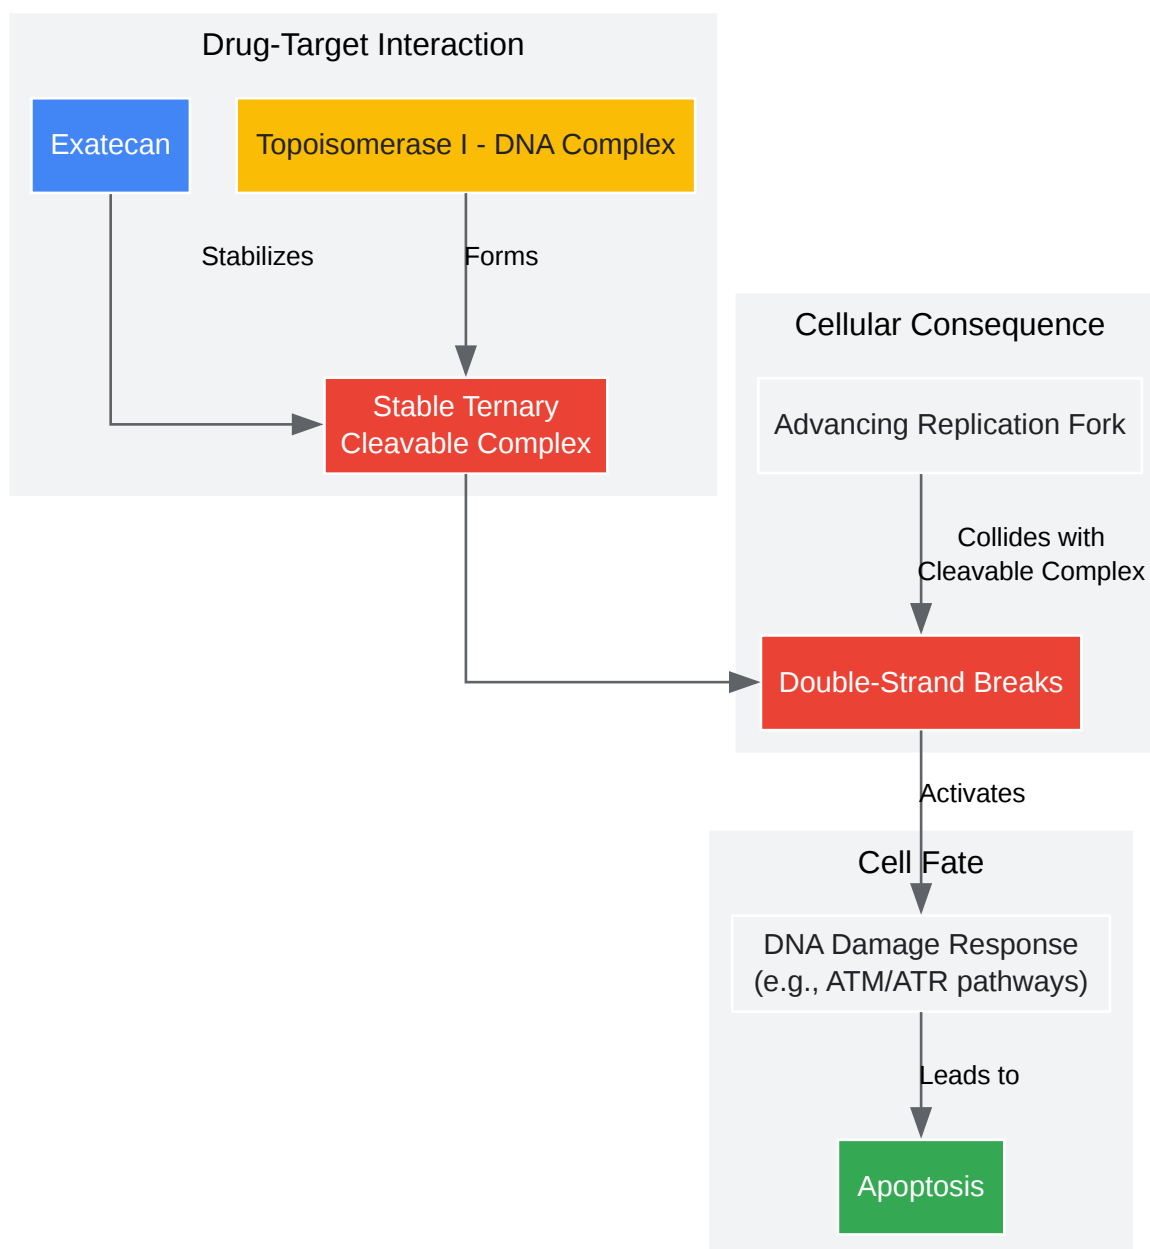 Drug-Target Interaction
Exatecan
Topoisomerase I - DNA Complex
Stabilizes
Forms
Stable Ternary
Cleavable Complex
Cellular Consequence
Advancing Replication Fork
Collides with
Cleavable Complex
Double-Strand Breaks
Activates
Cell Fate
DNA Damage Response
(e.g., ATM/ATR pathways)
Leads to
Apoptosis